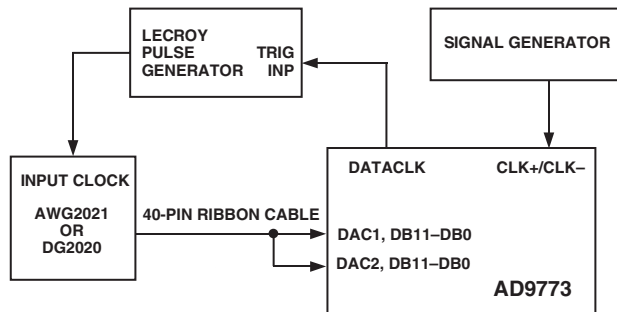 LECROY
PULSE TRIG
GENERATOR INP
SIGNAL GENERATOR
INPUT CLOCK
AWG2021
OR
DG2020
40-PIN RIBBON CABLE
DATACLK CLK+/CLK–
DAC1, DB11–DB0
DAC2, DB11–DB0
AD9773